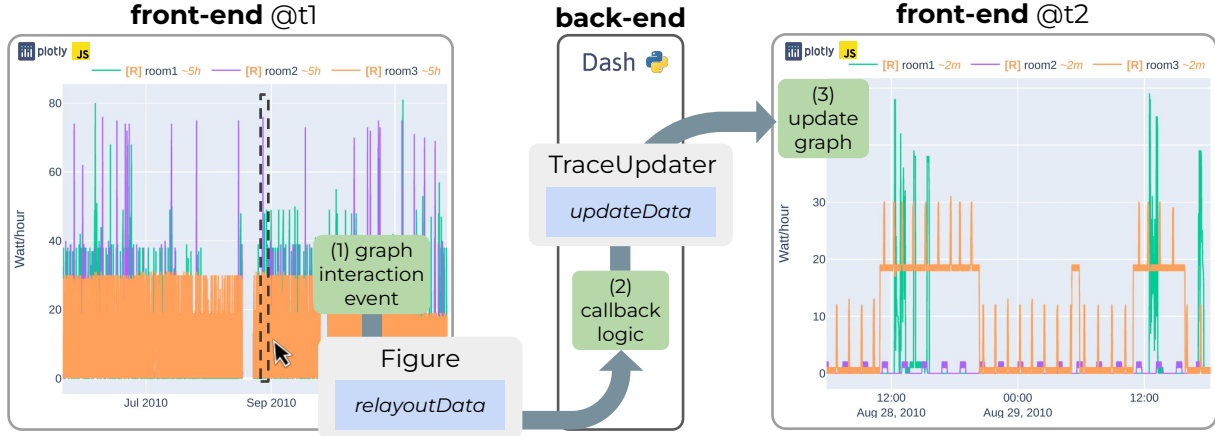 front-end @t1
plotly JS
[R] room1 ~5h [R] room2 ~5h [R] room3 ~5h
80
60
40
20
0
Watt/hour
Jul 2010 Sep 2010
(1) graph
interaction
event
Figure
relayoutData
back-end
Dash
TraceUpdater
updateData
(2)
callback
logic
front-end @t2
plotly JS
[R] room1 ~2m [R] room2 ~2m [R] room3 ~2m
(3)
update
graph
30
20
10
0
Watt/hour
12:00 00:00 12:00
Aug 28, 2010 Aug 29, 2010